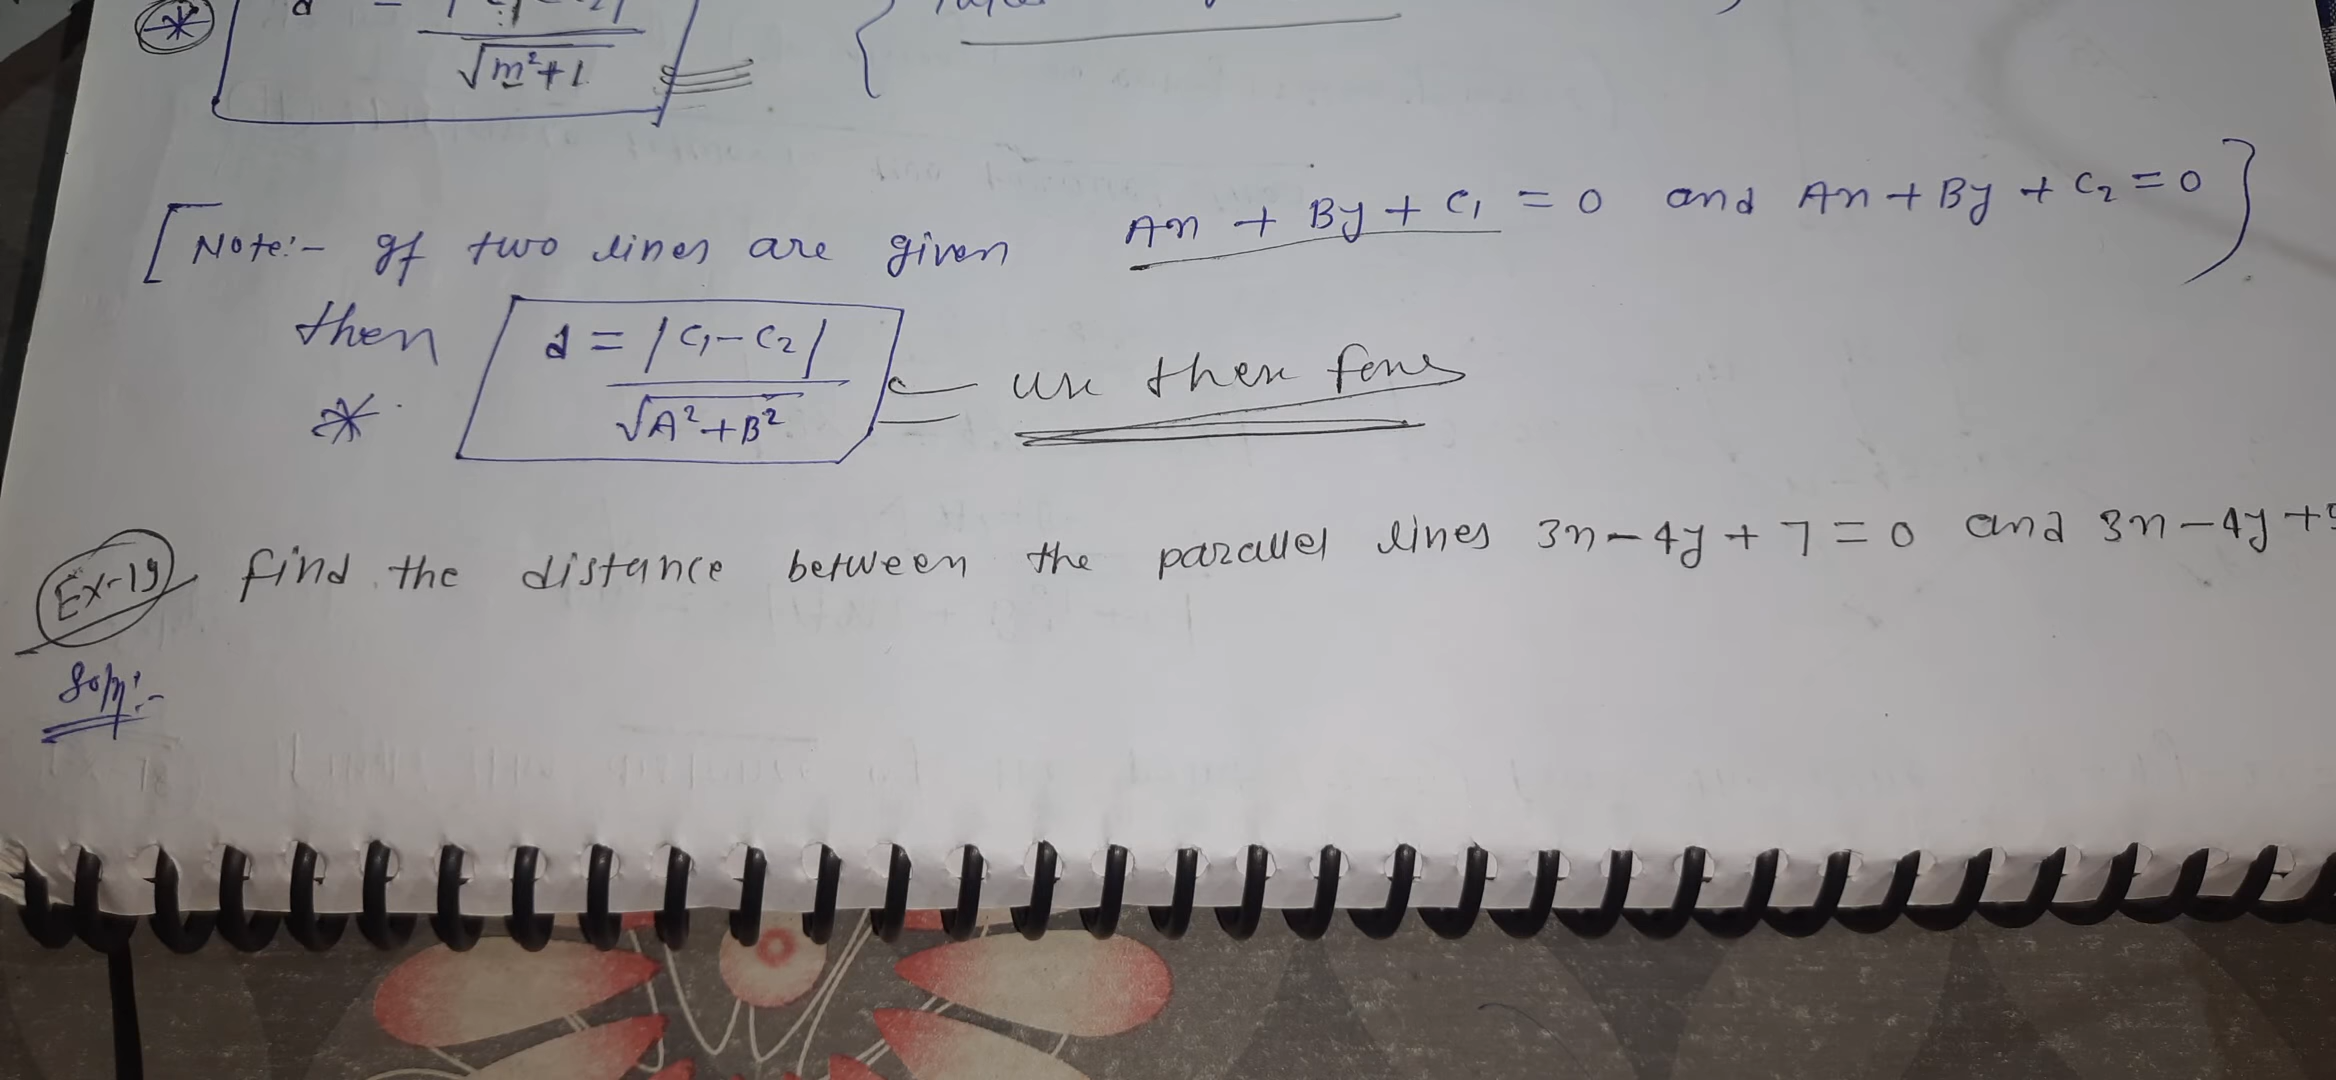 √m²+1
[Note:- If two lines are given Ax + By + C₁ = 0 and Ax + By + C₂ = 0]
then d = |C₁-C₂|
* √A²+B² use these
Ex-19 find the distance between the parallel lines 3x-4y+7=0 and 3x-4y+5
Soln:-